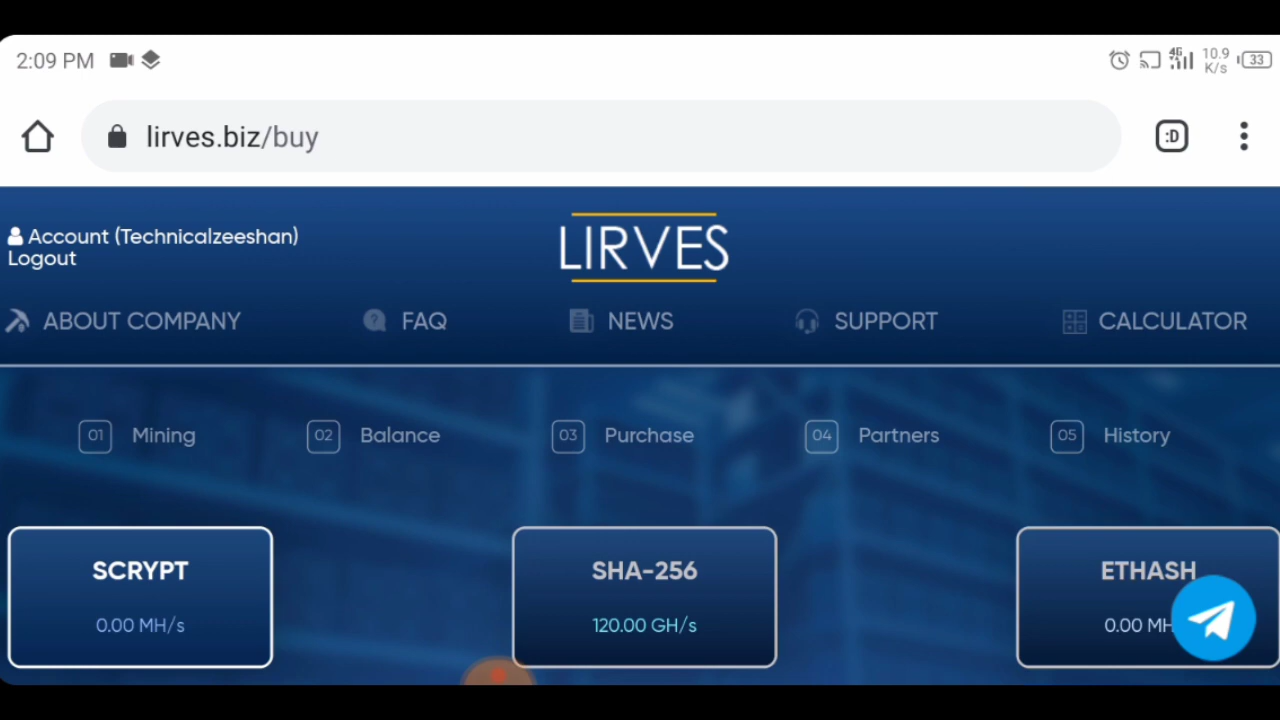 2:09 PM
4G
10.9
K/s
33
lirves.biz/buy
:D
Account (Technicalzeeshan)
Logout
LIRVES
ABOUT COMPANY
FAQ
NEWS
SUPPORT
CALCULATOR
01 Mining
02 Balance
03 Purchase
04 Partners
05 History
SCRYPT
0.00 MH/s
SHA-256
120.00 GH/s
ETHASH
0.00